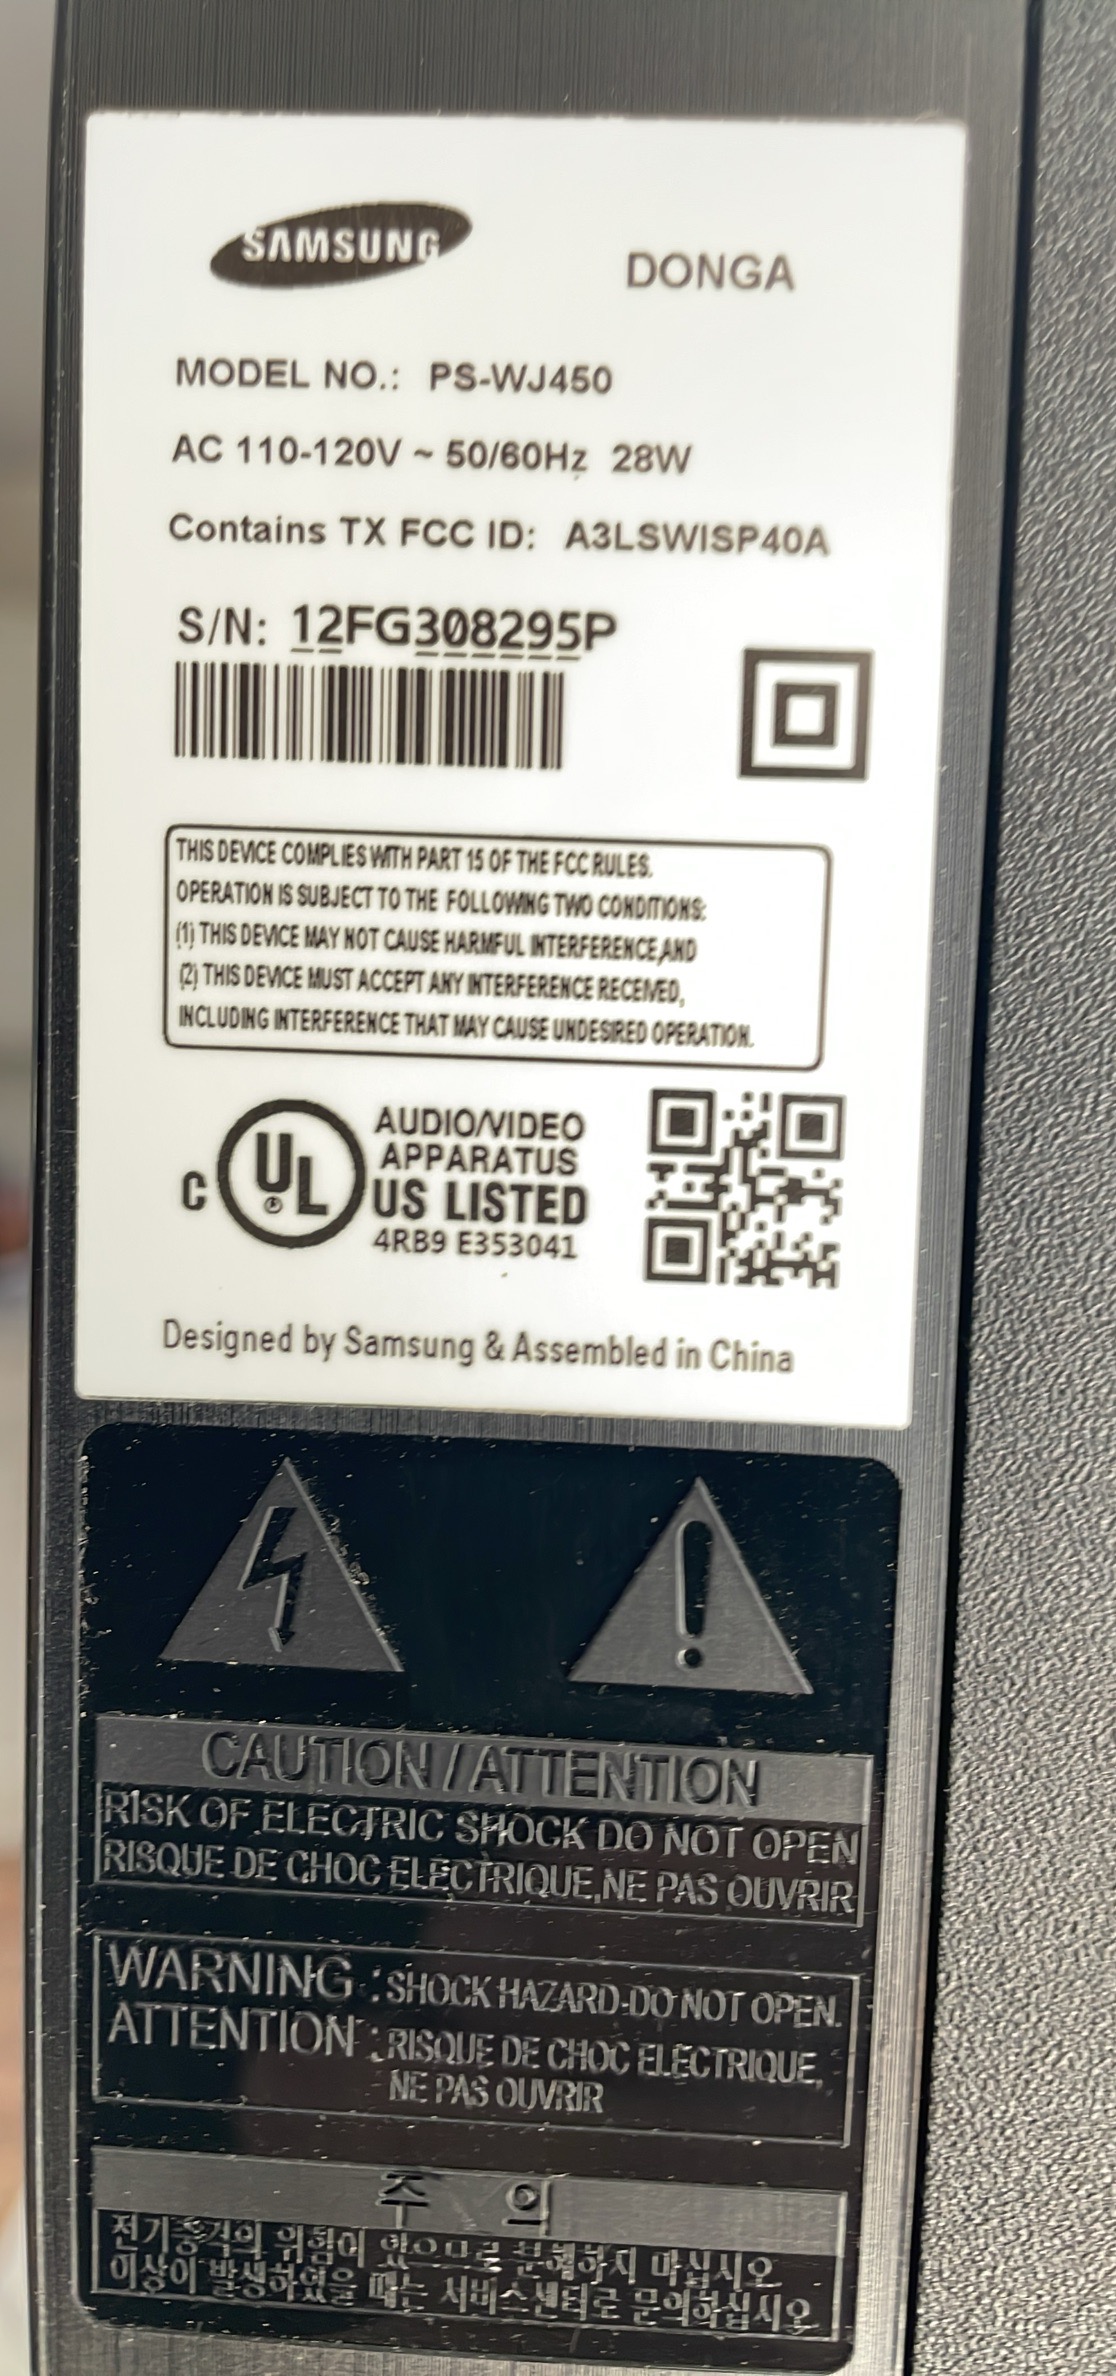 SAMSUNG
DONGA
MODEL NO.: PS-WJ450
AC 110-120V ~ 50/60Hz 28W
Contains TX FCC ID: A3LSWISP40A
S/N: 12FG308295P
THIS DEVICE COMPLIES WITH PART 15 OF THE FCC RULES.
OPERATION IS SUBJECT TO THE FOLLOWING TWO CONDITIONS:
(1) THIS DEVICE MAY NOT CAUSE HARMFUL INTERFERENCE,AND
(2) THIS DEVICE MUST ACCEPT ANY INTERFERENCE RECEIVED,
INCLUDING INTERFERENCE THAT MAY CAUSE UNDESIRED OPERATION.
C UL ®
AUDIO/VIDEO
APPARATUS
US LISTED
4RB9 E353041
Designed by Samsung & Assembled in China
CAUTION / ATTENTION
RISK OF ELECTRIC SHOCK DO NOT OPEN
RISQUE DE CHOC ELECTRIQUE,NE PAS OUVRIR
WARNING : SHOCK HAZARD-DO NOT OPEN.
ATTENTION : RISQUE DE CHOC ELECTRIQUE,
NE PAS OUVRIR
주 의
전기충격의 위험이 있으므로 분해하지 마십시오
이상이 발생하였을 때는 서비스센터로 문의하십시오